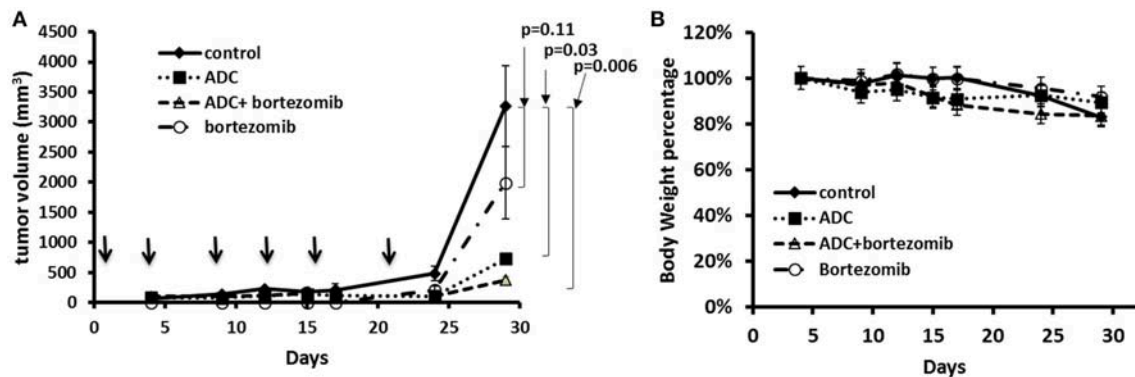 A
tumor volume (mm³)
4500
4000
3500
3000
2500
2000
1500
1000
500
0
0 5 10 15 20 25 30
Days
control
ADC
ADC+ bortezomib
bortezomib
p=0.11
p=0.03
p=0.006
B
Body Weight percentage
120%
100%
80%
60%
40%
20%
0%
0 5 10 15 20 25 30
Days
control
ADC
ADC+bortezomib
Bortezomib